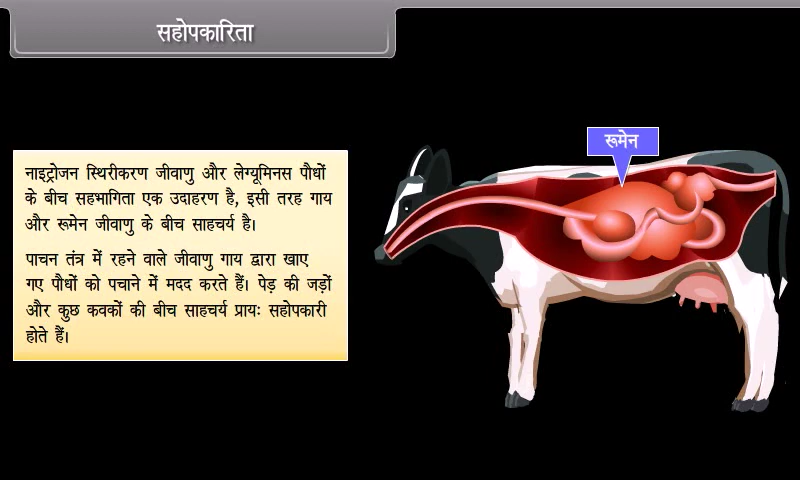 सहोपकारिता
रूमेन
नाइट्रोजन स्थिरीकरण जीवाणु और लेग्यूमिनस पौधों
के बीच सहभागिता एक उदाहरण है, इसी तरह गाय
और रूमेन जीवाणु के बीच साहचर्य है।
पाचन तंत्र में रहने वाले जीवाणु गाय द्वारा खाए
गए पौधों को पचाने में मदद करते हैं। पेड़ की जड़ों
और कुछ कवकों की बीच साहचर्य प्रायः सहोपकारी
होते हैं।